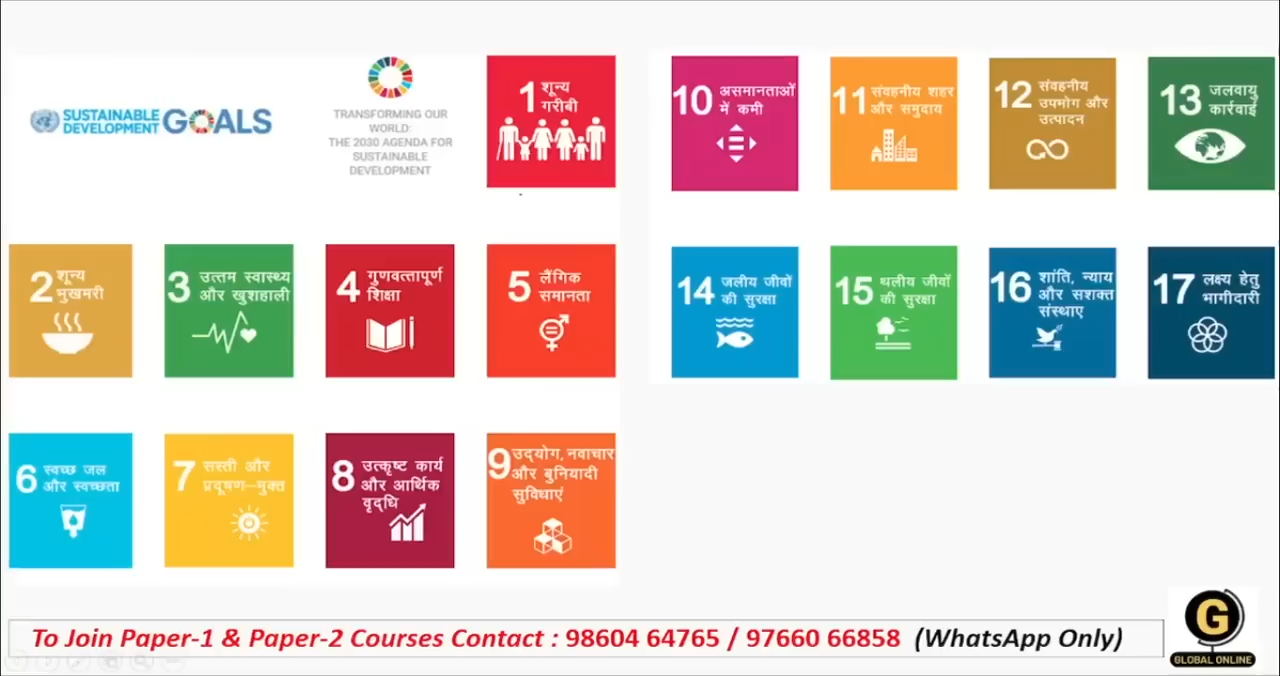 SUSTAINABLE
DEVELOPMENT GOALS
TRANSFORMING OUR
WORLD:
THE 2030 AGENDA FOR
SUSTAINABLE
DEVELOPMENT
1 शून्य
गरीबी
2 शून्य
भुखमरी
3 उत्तम स्वास्थ्य
और खुशहाली
4 गुणवत्तापूर्ण
शिक्षा
5 लैंगिक
समानता
6 स्वच्छ जल
और स्वच्छता
7 सस्ती और
प्रदूषण—मुक्त
8 उत्कृष्ट कार्य
और आर्थिक
वृद्धि
9 उद्योग, नवाचार
और बुनियादी
सुविधाएं
10 असमानताओं
में कमी
11 संवहनीय शहर
और समुदाय
12 संवहनीय
उपभोग और
उत्पादन
13 जलवायु
कार्रवाई
14 जलीय जीवों
की सुरक्षा
15 थलीय जीवों
की सुरक्षा
16 शांति, न्याय
और सशक्त
संस्थाए
17 लक्ष्य हेतु
भागीदारी
To Join Paper-1 & Paper-2 Courses Contact : 98604 64765 / 97660 66858 (WhatsApp Only)
G
GLOBAL ONLINE